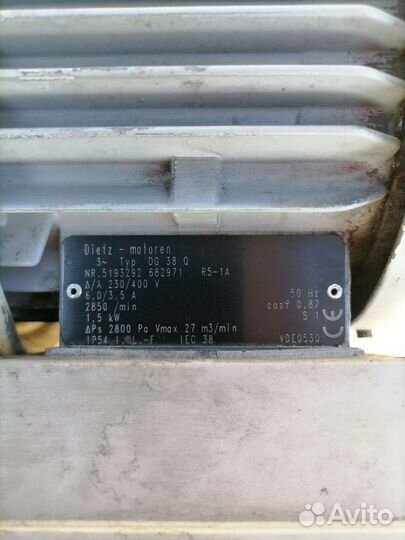 Dietz - motoren
3~ Typ DG 38 Q
NR.5193292 682971 R5-1A
Δ/A 230/400 V 50 Hz
6,0/3,5 A cosφ 0,87
2850 /min S 1
1,5 kW CE
ΔPs 2800 Pa Vmax 27 m3/min
IP54 I.L.-F IEC 38 VDE0530
Avito